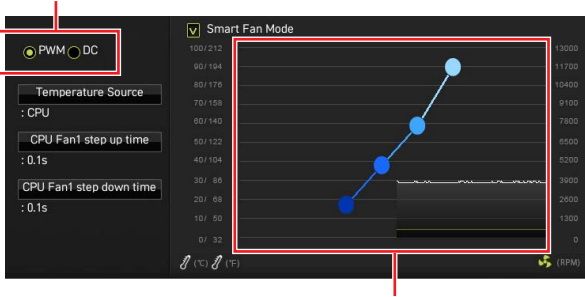 PWM DC
Temperature Source
: CPU
CPU Fan1 step up time
: 0.1s
CPU Fan1 step down time
: 0.1s
V Smart Fan Mode
100/212 13000
90/194 11700
80/176 10400
70/158 9100
60/140 7800
50/122 6500
40/104 5200
30/ 86 3900
20/ 68 2600
10/ 50 1300
0/ 32 0
(°C) (°F) (RPM)